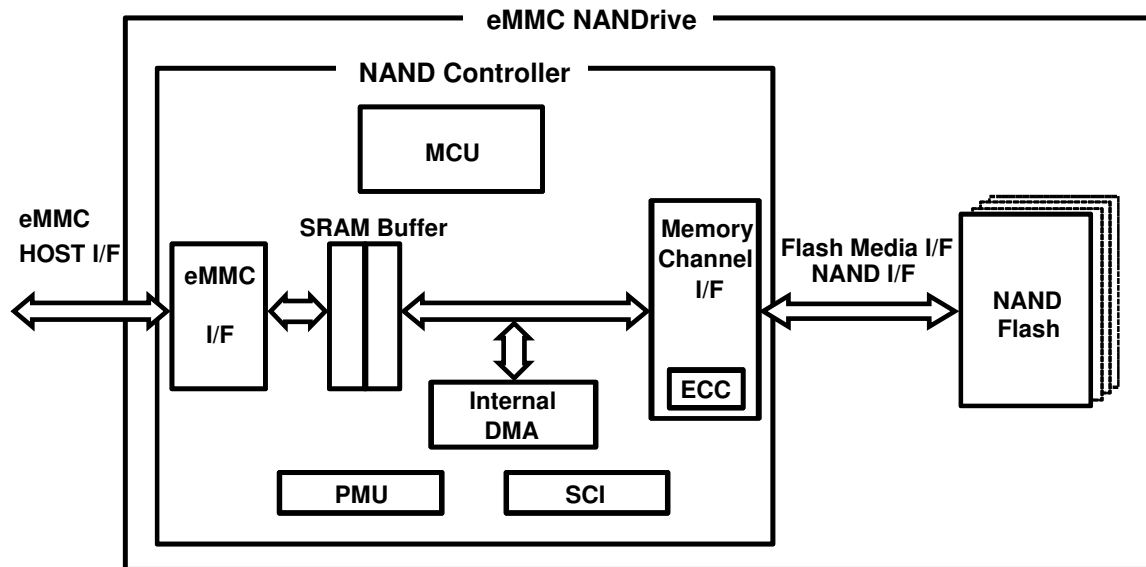 eMMC NANDrive
NAND Controller
MCU
eMMC
HOST I/F
SRAM Buffer
eMMC
I/F
Memory
Channel
I/F
ECC
Flash Media I/F
NAND I/F
NAND
Flash
Internal
DMA
PMU
SCI